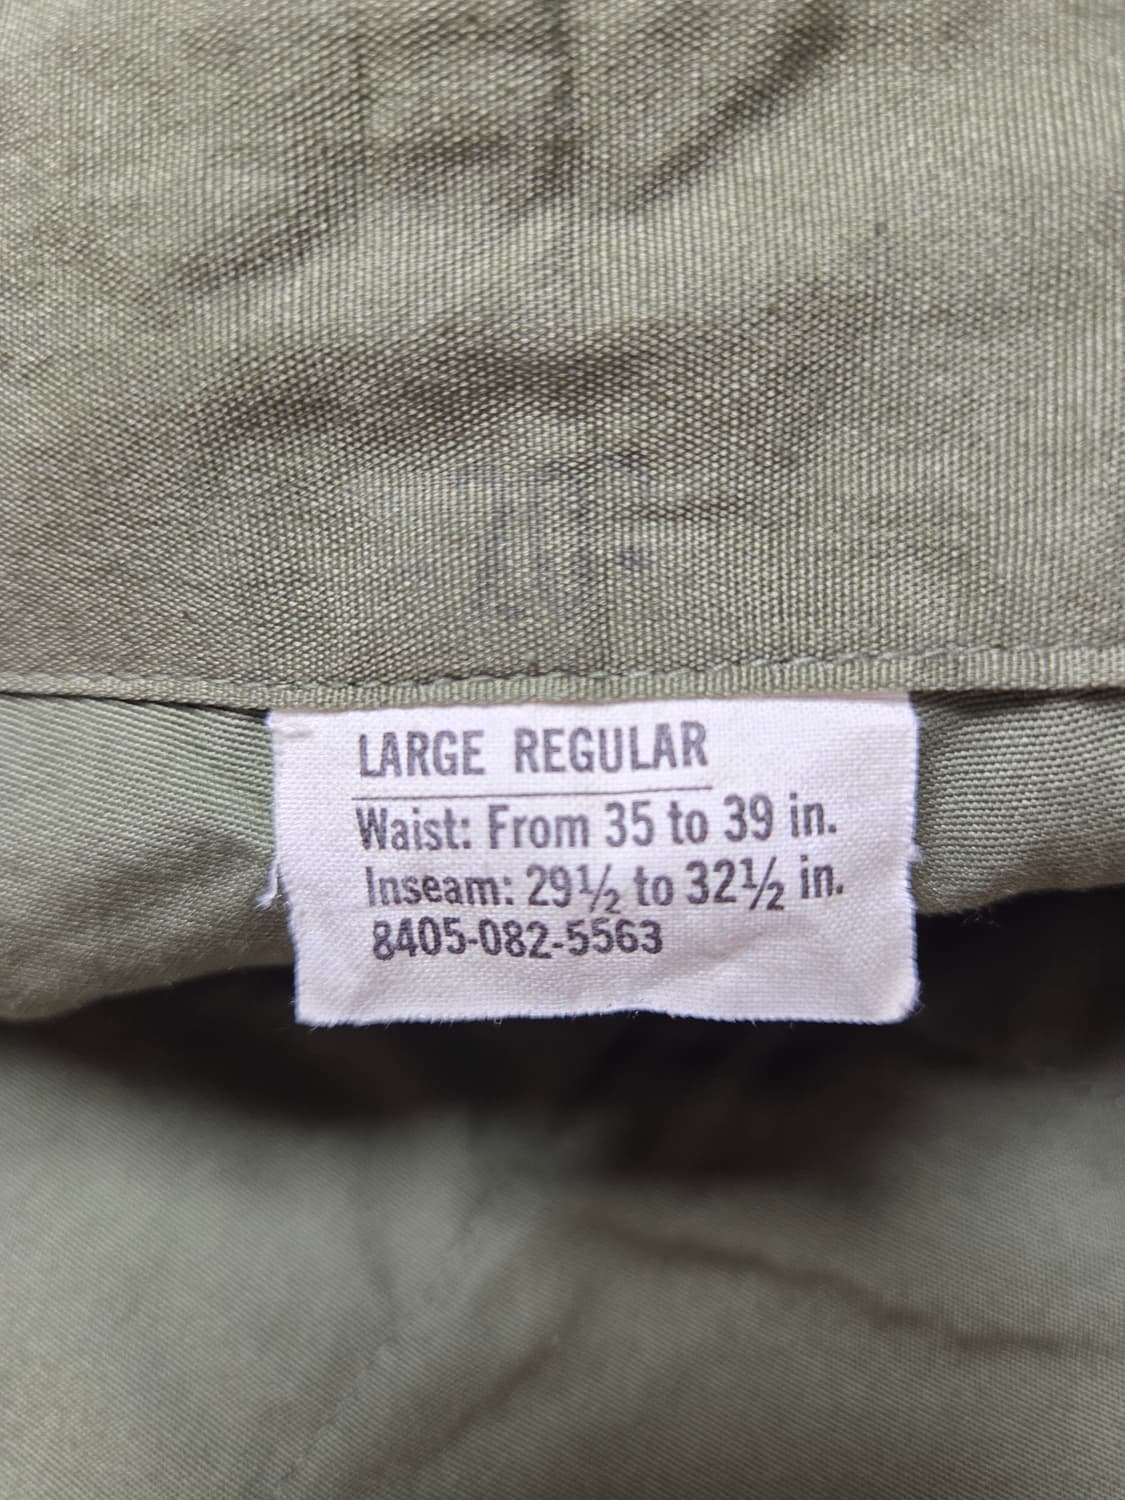 LARGE REGULAR
Waist: From 35 to 39 in.
Inseam: 29½ to 32½ in.
8405-082-5563